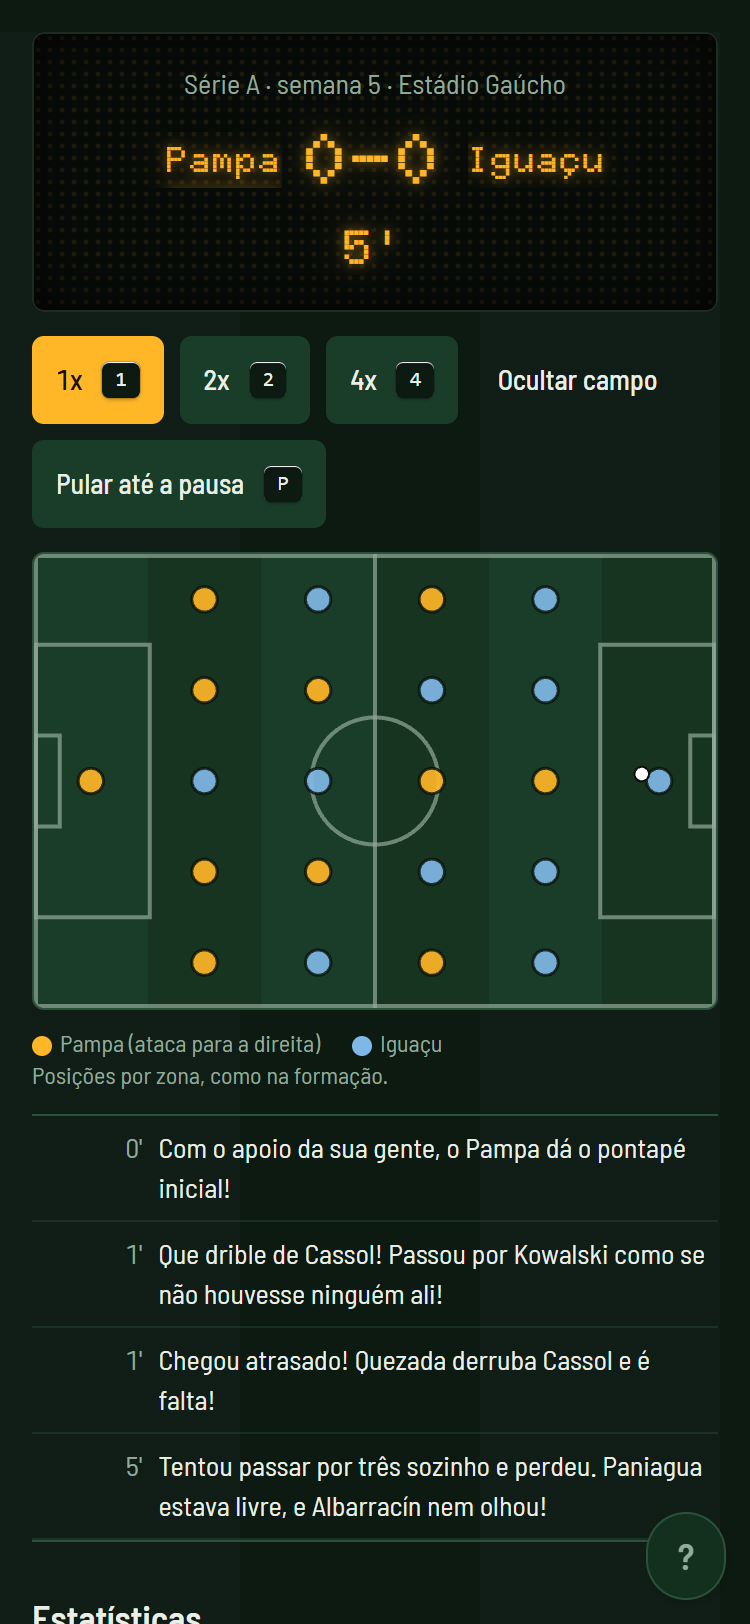 Série A · semana 5 · Estádio Gaúcho
Pampa 0–0 Iguaçu
5'
1x 1 2x 2 4x 4 Ocultar campo
Pular até a pausa P
Pampa (ataca para a direita) Iguaçu
Posições por zona, como na formação.
0' Com o apoio da sua gente, o Pampa dá o pontapé
inicial!
1' Que drible de Cassol! Passou por Kowalski como se
não houvesse ninguém ali!
1' Chegou atrasado! Quezada derruba Cassol e é
falta!
5' Tentou passar por três sozinho e perdeu. Paniagua
estava livre, e Albarracín nem olhou!
?
Estatísticas